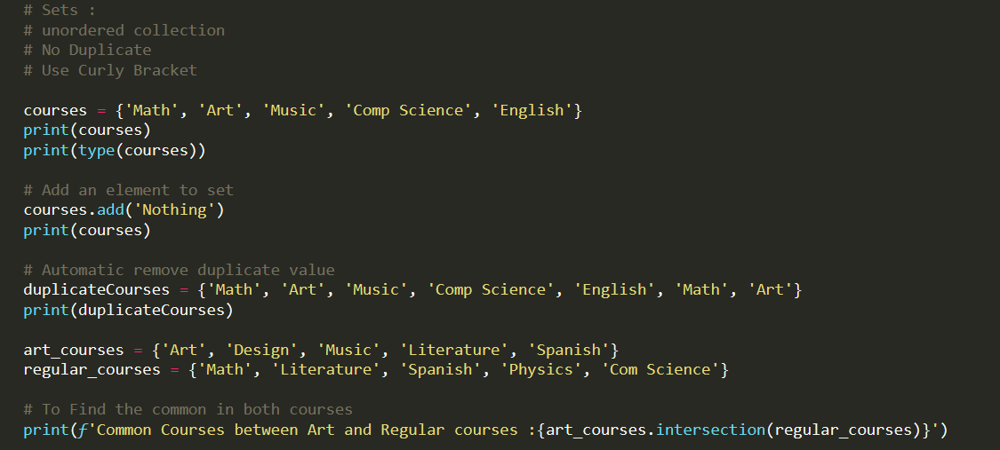 # Sets :
# unordered collection
# No Duplicate
# Use Curly Bracket
courses = {'Math', 'Art', 'Music', 'Comp Science', 'English'}
print(courses)
print(type(courses))
# Add an element to set
courses.add('Nothing')
print(courses)
# Automatic remove duplicate value
duplicateCourses = {'Math', 'Art', 'Music', 'Comp Science', 'English', 'Math', 'Art'}
print(duplicateCourses)
art_courses = {'Art', 'Design', 'Music', 'Literature', 'Spanish'}
regular_courses = {'Math', 'Literature', 'Spanish', 'Physics', 'Com Science'}
# To Find the common in both courses
print(f'Common Courses between Art and Regular courses :{art_courses.intersection(regular_courses)}')